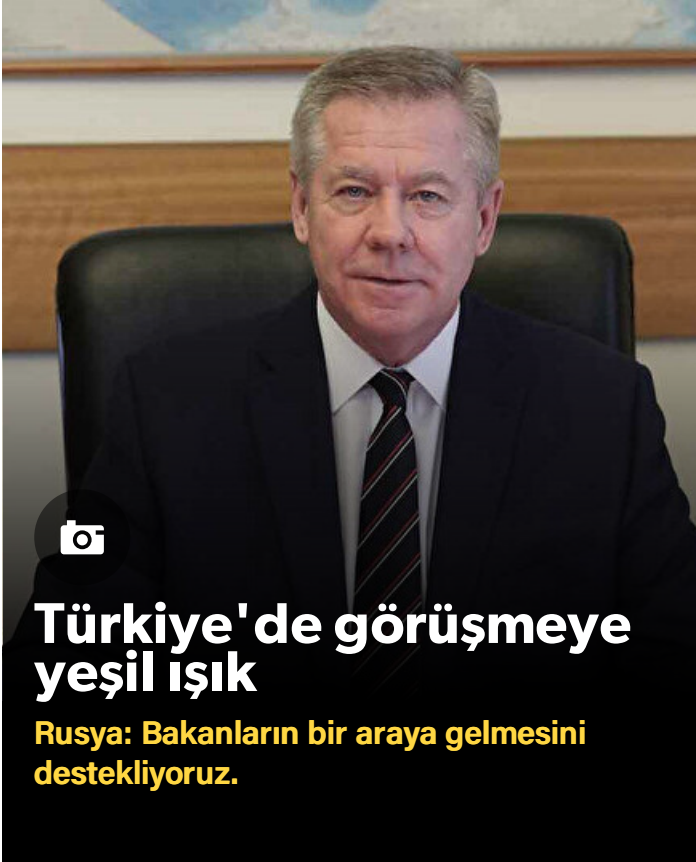 Türkiye'de görüşmeye
yeşil ışık
Rusya: Bakanların bir araya gelmesini
destekliyoruz.